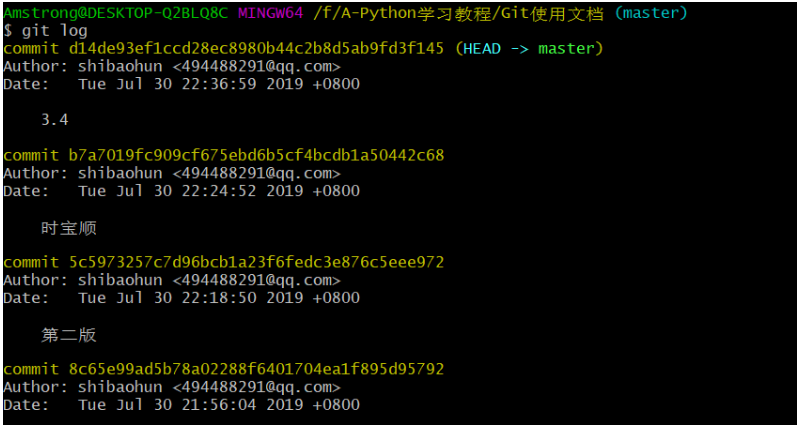 Amstrong@DESKTOP-Q2BLQ8C MINGW64 /f/A-Python学习教程/Git使用文档 (master)
$ git log
commit d14de93ef1ccd28ec8980b44c2b8d5ab9fd3f145 (HEAD -> master)
Author: shibaohun <494488291@qq.com>
Date:   Tue Jul 30 22:36:59 2019 +0800
3.4
commit b7a7019fc909cf675ebd6b5cf4bcdb1a50442c68
Author: shibaohun <494488291@qq.com>
Date:   Tue Jul 30 22:24:52 2019 +0800
时宝顺
commit 5c5973257c7d96bcb1a23f6fedc3e876c5eee972
Author: shibaohun <494488291@qq.com>
Date:   Tue Jul 30 22:18:50 2019 +0800
第二版
commit 8c65e99ad5b78a02288f6401704ea1f895d95792
Author: shibaohun <494488291@qq.com>
Date:   Tue Jul 30 21:56:04 2019 +0800